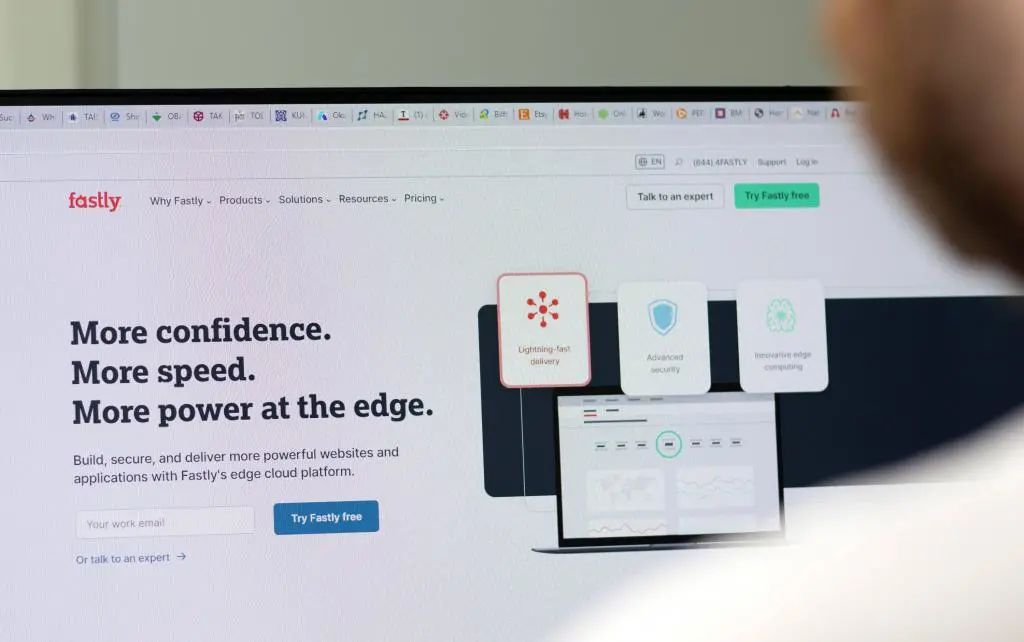 Suc Wh TAI Shi OBA TAK TOI KUI Glu HA T (1) Vid Bitt Etsy Hor Onl Wo PEF BM Hor Nat
EN (844) 4FASTLY Support Log in
fastly Why Fastly Products Solutions Resources Pricing Talk to an expert Try Fastly free
Lightning-fast
delivery
Advanced
security
Innovative edge
computing
More confidence.
More speed.
More power at the edge.
Build, secure, and deliver more powerful websites and
applications with Fastly's edge cloud platform.
Your work email Try Fastly free
Or talk to an expert →